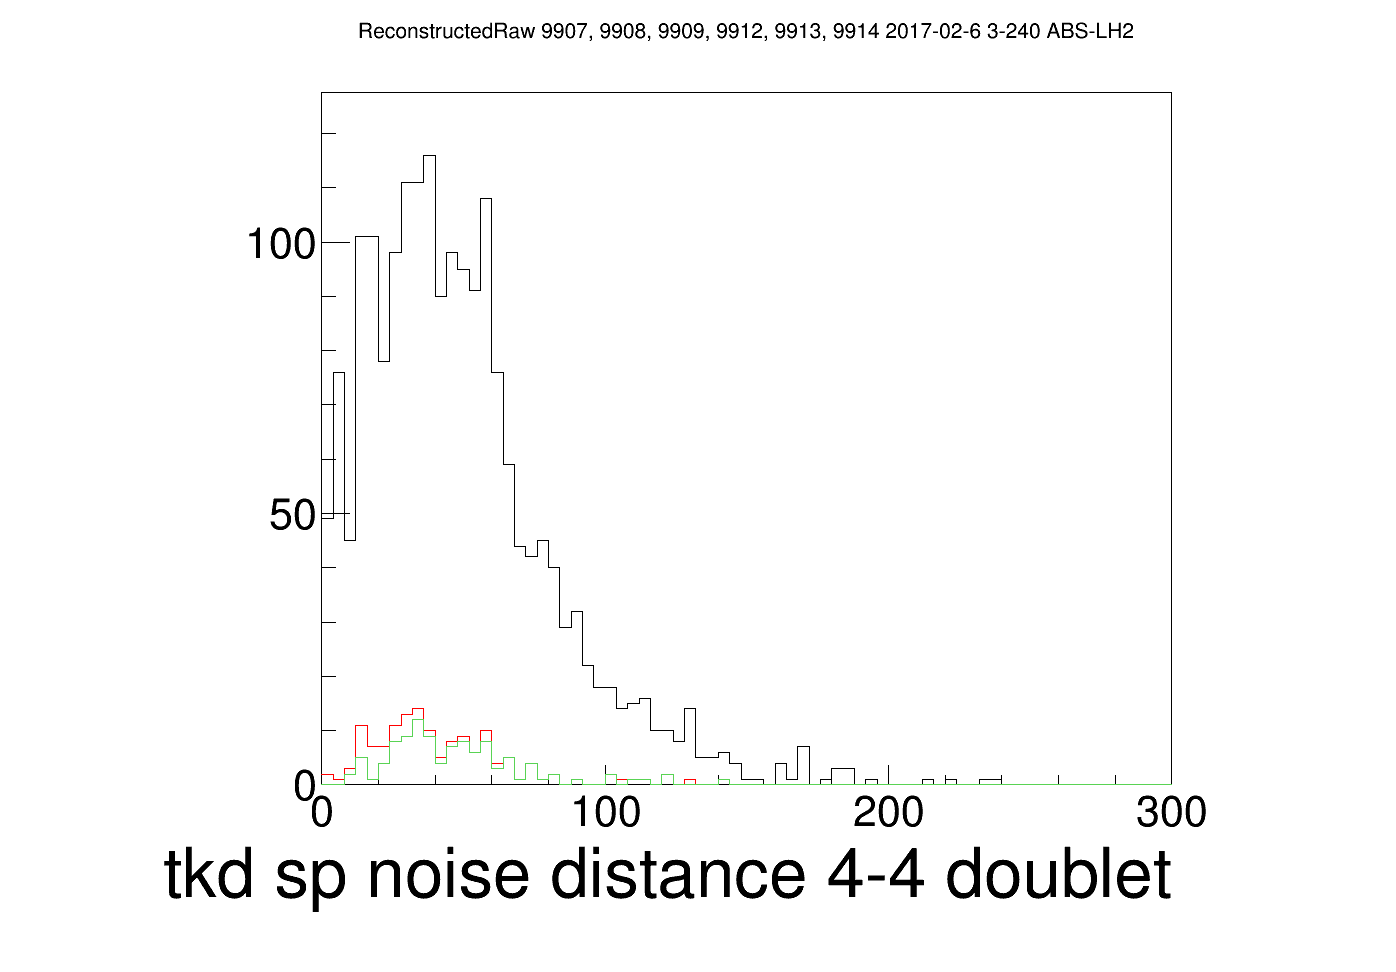 ReconstructedRaw 9907, 9908, 9909, 9912, 9913, 9914 2017-02-6 3-240 ABS-LH2
100
50
0
0 100 200 300
tkd sp noise distance 4-4 doublet